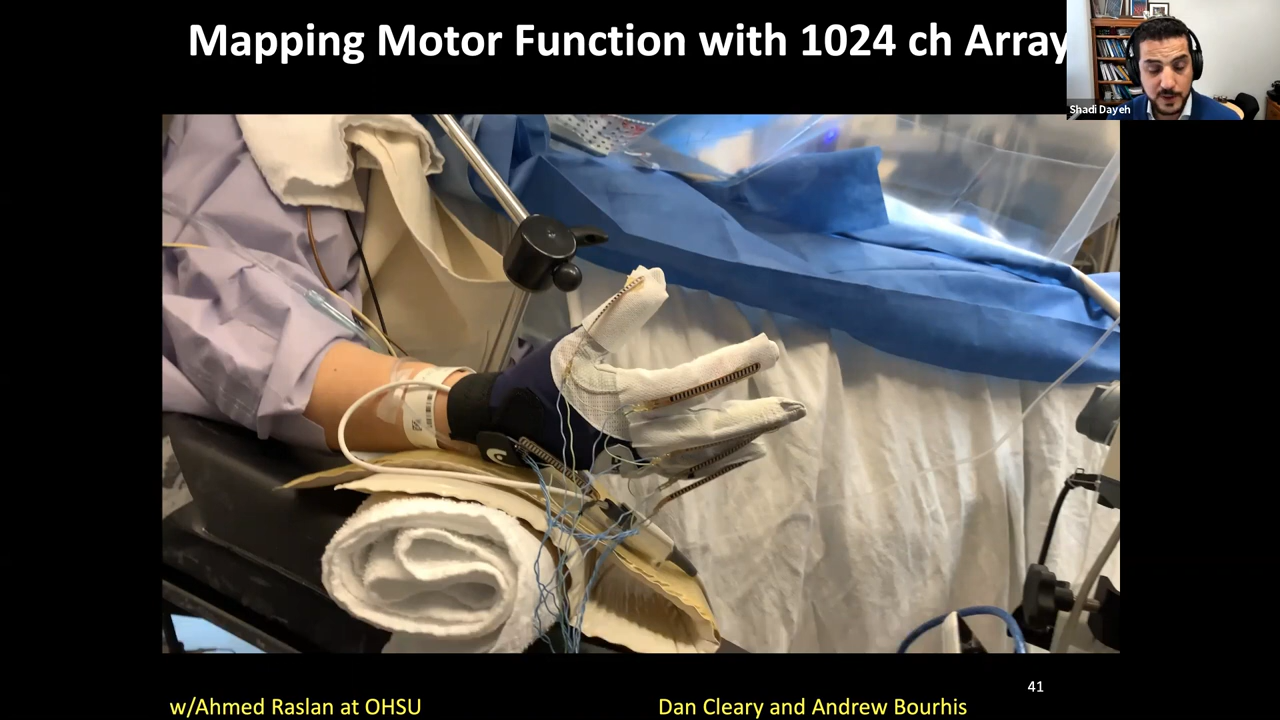 Mapping Motor Function with 1024 ch Array
Shadi Dayeh
41
w/Ahmed Raslan at OHSU
Dan Cleary and Andrew Bourhis